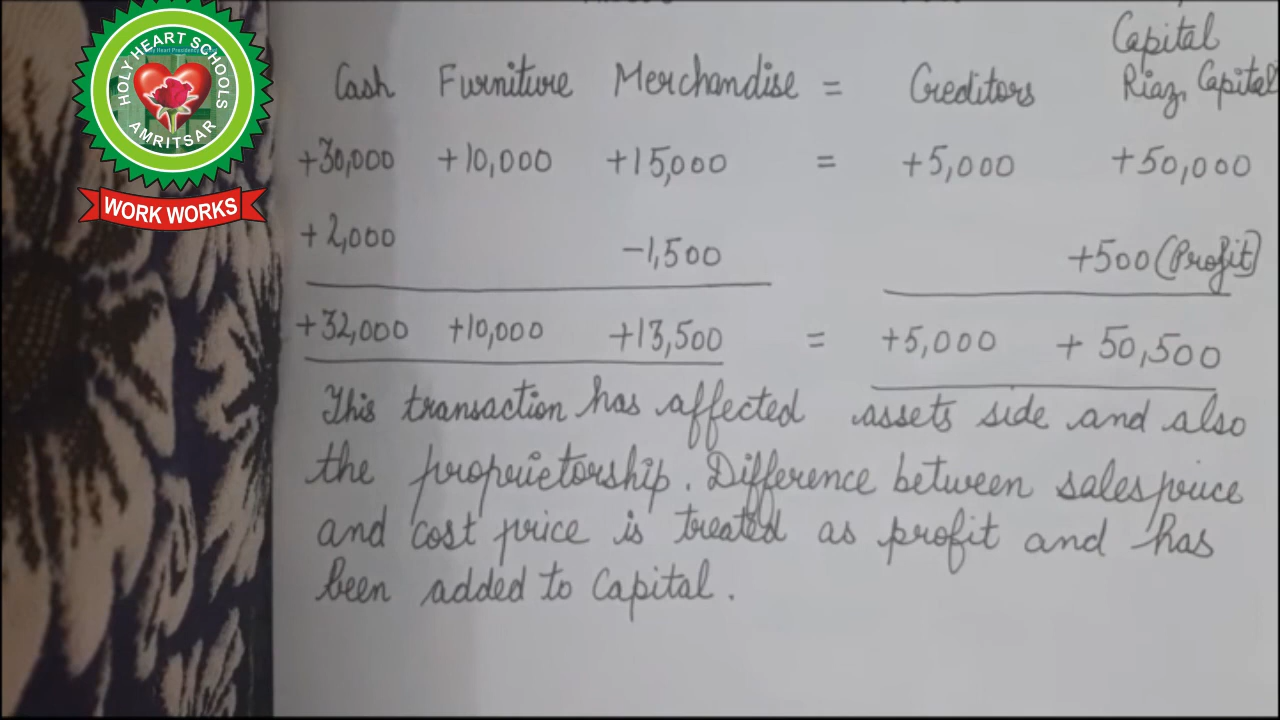 HOLY HEART SCHOOLS
AMRITSAR
WORK WORKS
Capital
Cash Furniture Merchandise = Creditors Riaz, Capital
+30,000 +10,000 +15,000 = +5,000 +50,000
+2,000 -1,500 +500 (Profit)
+32,000 +10,000 +13,500 = +5,000 + 50,500
This transaction has affected assets side and also
the proprietorship. Difference between sales price
and cost price is treated as profit and has
been added to Capital.